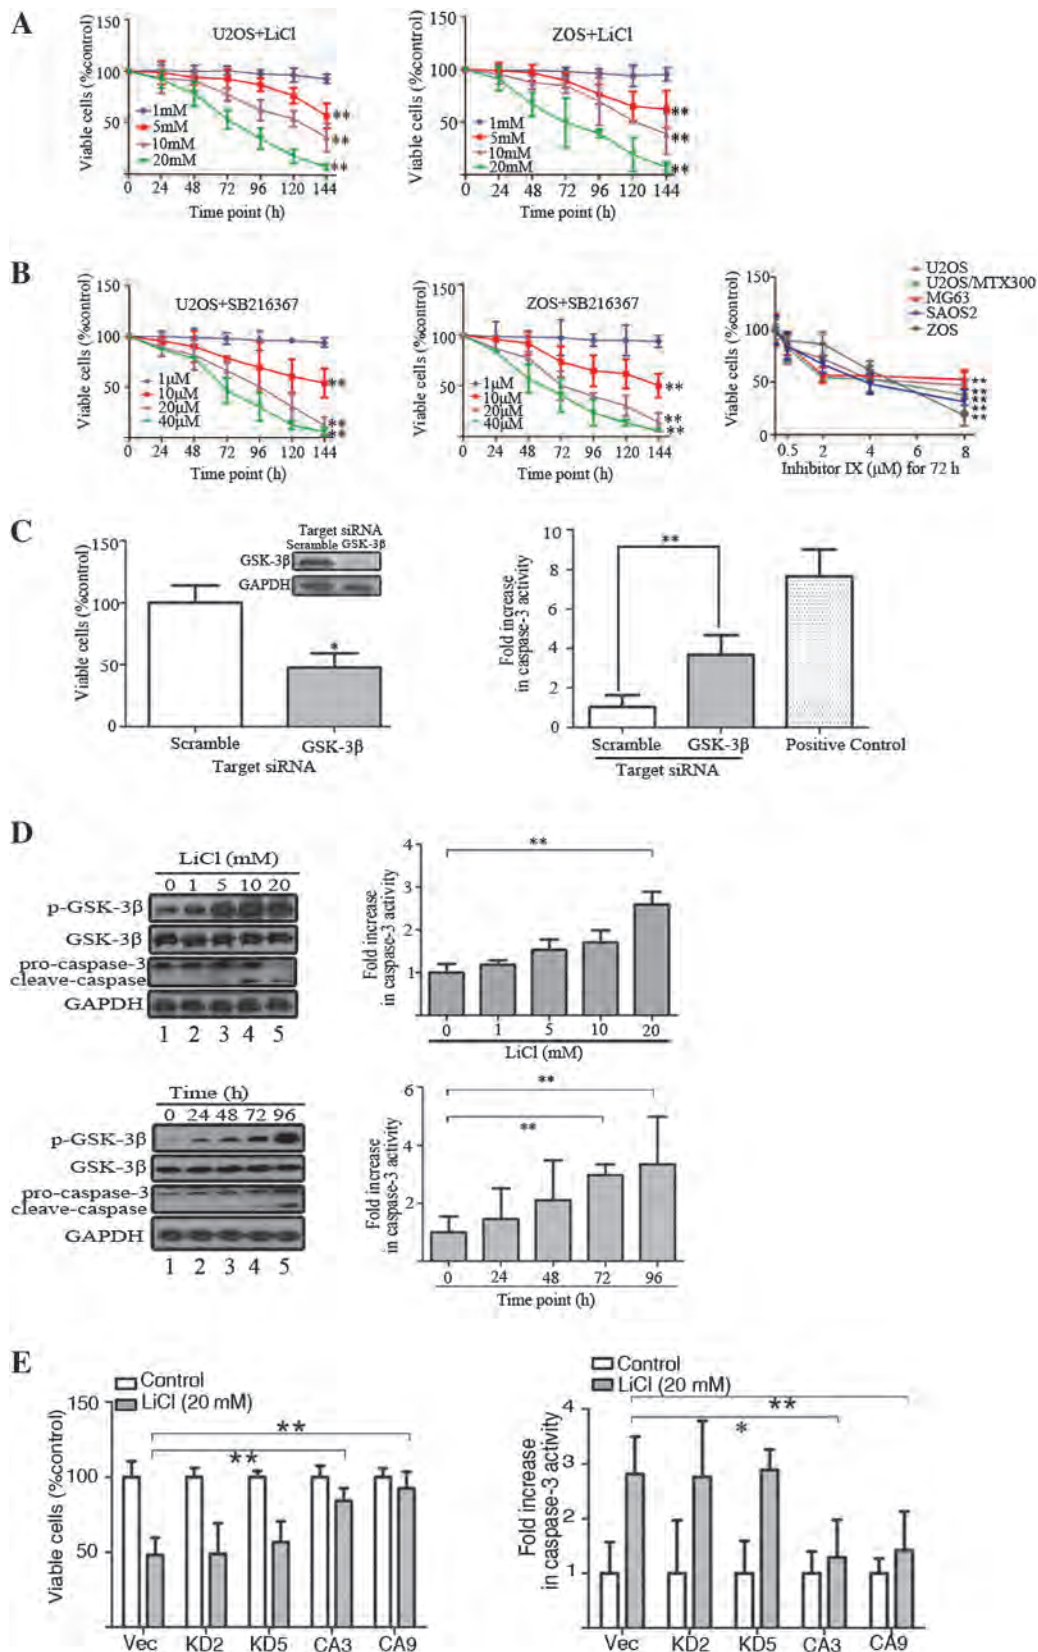 A
U2OS+LiCl
Viable cells (%control)
150
100
50
1mM
5mM
10mM
20mM
**
**
**
0 24 48 72 96 120 144
Time point (h)
ZOS+LiCl
Viable cells (%control)
150
100
50
1mM
5mM
10mM
20mM
**
**
**
0 24 48 72 96 120 144
Time point (h)
B
U2OS+SB216367
Viable cells (%control)
150
100
50
1μM
10μM
20μM
40μM
**
**
**
0 24 48 72 96 120 144
Time point (h)
ZOS+SB216367
Viable cells (%control)
150
100
50
1μM
10μM
20μM
40μM
**
**
**
0 24 48 72 96 120 144
Time point (h)
U2OS
U2OS/MTX300
MG63
SAOS2
ZOS
Viable cells (%control)
150
100
50
0
**
**
**
**
**
0 0.5 2 4 6 8
Inhibitor IX (μM) for 72 h
C
Viable cells (%control)
150
100
50
0
Target siRNA
Scramble GSK-3β
GSK-3β
GAPDH
*
Scramble GSK-3β
Target siRNA
Fold increase
in caspase-3 activity
10
8
6
4
2
0
**
Scramble GSK-3β Positive Control
Target siRNA
D
LiCl (mM)
0 1 5 10 20
p-GSK-3β
GSK-3β
pro-caspase-3
cleave-caspase
GAPDH
1 2 3 4 5
Fold increase
in caspase-3 activity
4
3
2
1
**
0 1 5 10 20
LiCl (mM)
Time (h)
0 24 48 72 96
p-GSK-3β
GSK-3β
pro-caspase-3
cleave-caspase
GAPDH
1 2 3 4 5
Fold increase
in caspase-3 activity
6
4
2
**
**
0 24 48 72 96
Time point (h)
E
Control
LiCl (20 mM)
Viable cells (%control)
150
100
50
**
**
Vec KD2 KD5 CA3 CA9
Control
LiCl (20 mM)
Fold increase
in caspase-3 activity
4
3
2
1
**
*
Vec KD2 KD5 CA3 CA9